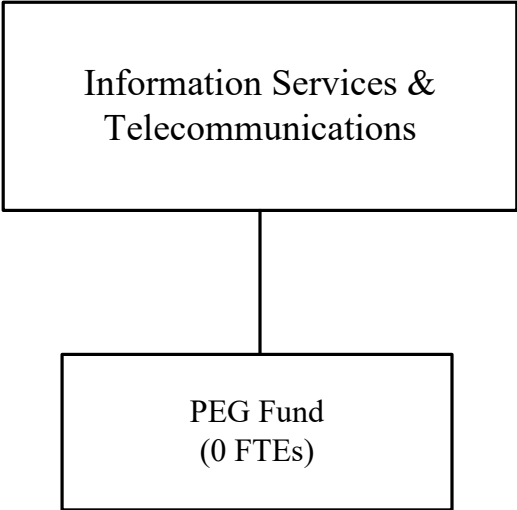 Information Services &
Telecommunications
PEG Fund
(0 FTEs)